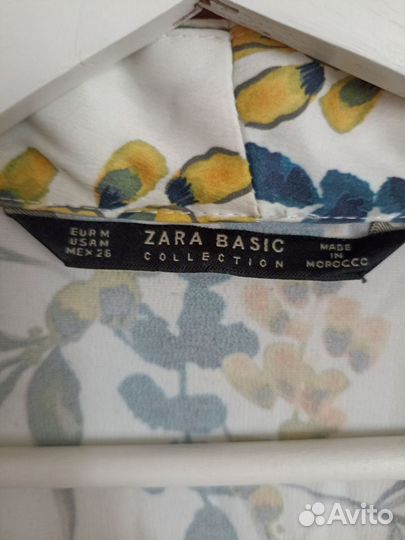 EUR M
USA M
MEX 26
ZARA BASIC
COLLECTION
MADE
IN
MOROCCO
Avito